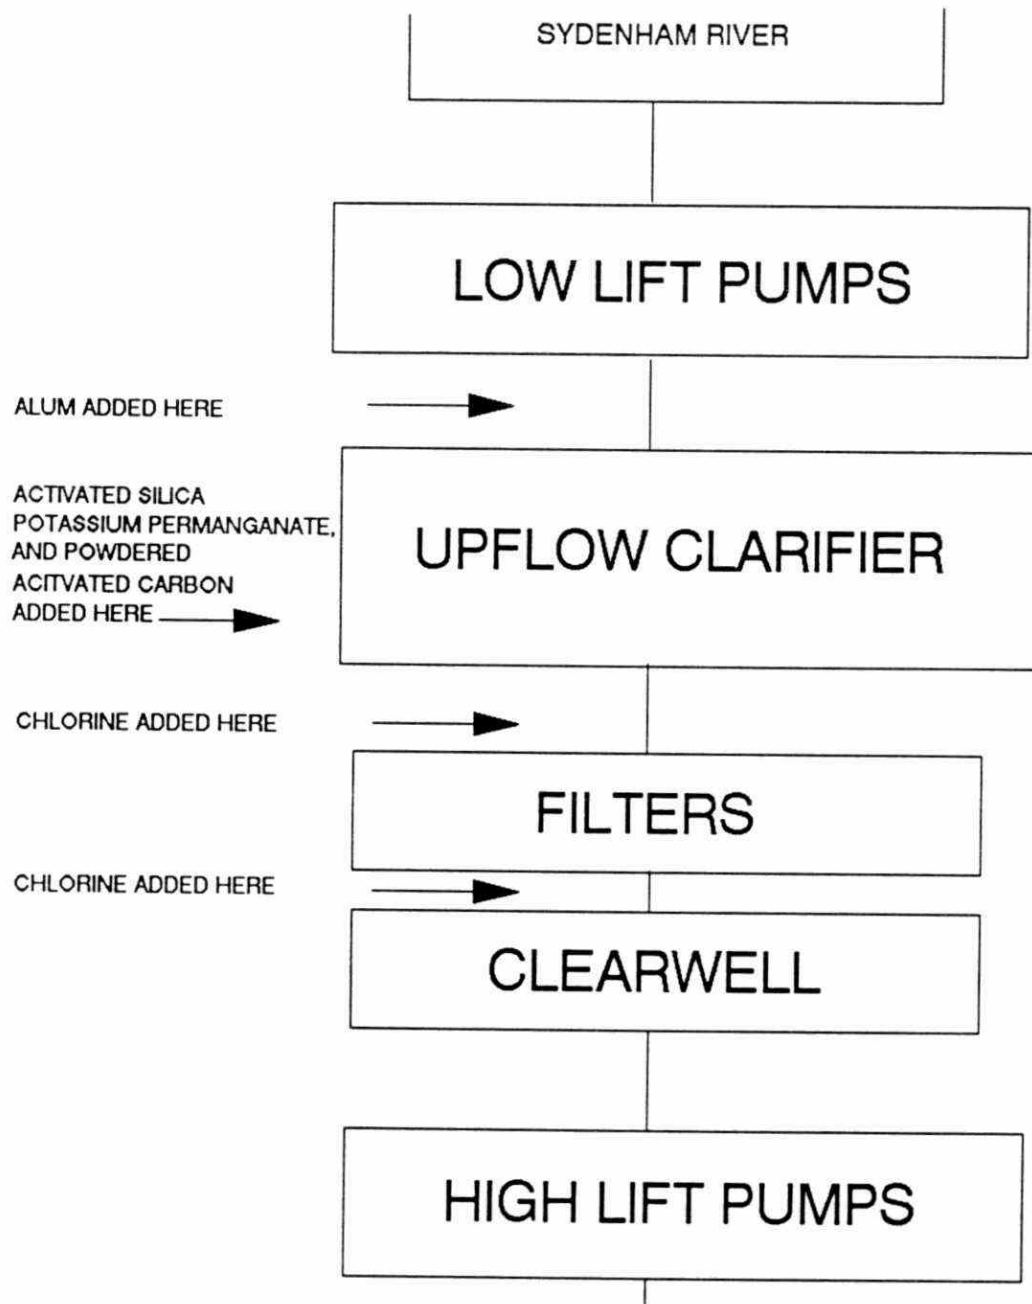 SYDENHAM RIVER
LOW LIFT PUMPS
ALUM ADDED HERE
ACTIVATED SILICA
POTASSIUM PERMANGANATE,
AND POWDERED
ACITVATED CARBON
ADDED HERE
UPFLOW CLARIFIER
CHLORINE ADDED HERE
FILTERS
CHLORINE ADDED HERE
CLEARWELL
HIGH LIFT PUMPS